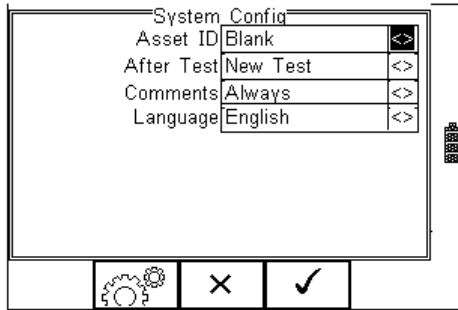 System Config
Asset ID Blank <>
After Test New Test <>
Comments Always <>
Language English <>